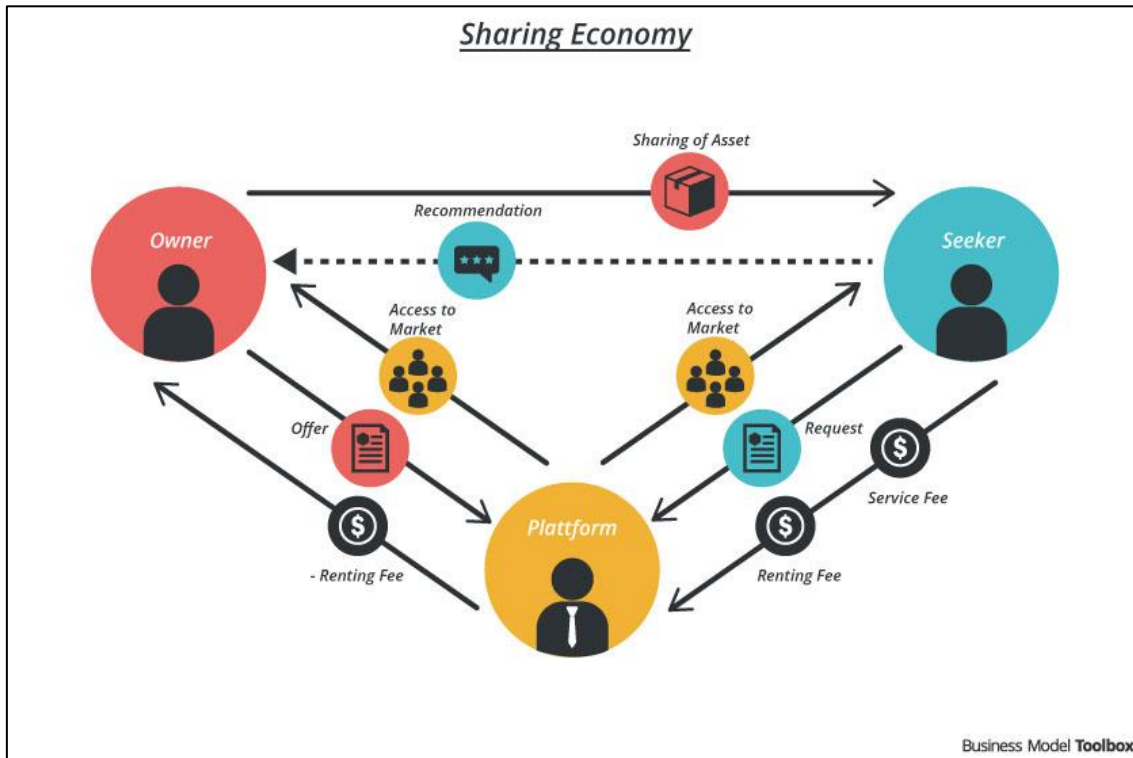 Sharing Economy
Sharing of Asset
Recommendation
Owner
Seeker
Access to
Market
Access to
Market
Offer
Request
Service Fee
Plattform
- Renting Fee
Renting Fee
Business Model Toolbox